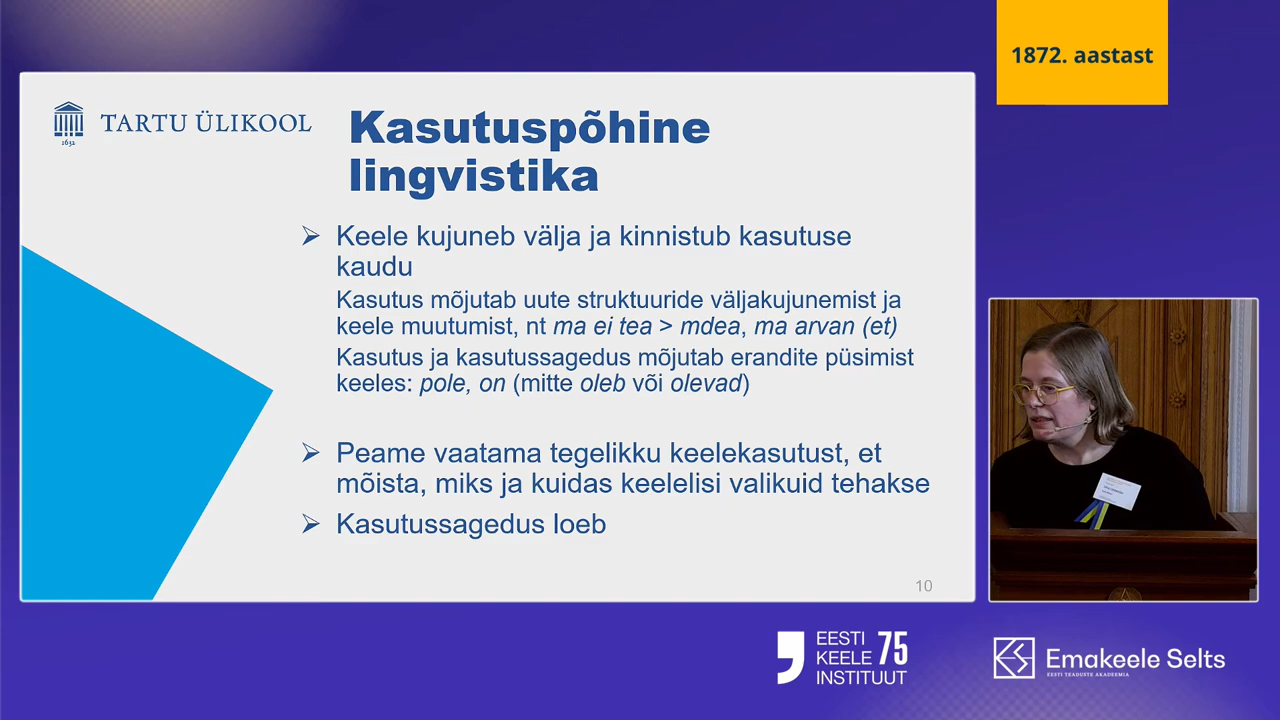 1872. aastast
TARTU ÜLIKOOL
1632
Kasutuspõhine
lingvistika
➢ Keele kujuneb välja ja kinnistub kasutuse
kaudu
Kasutus mõjutab uute struktuuride väljakujunemist ja
keele muutumist, nt ma ei tea > mdea, ma arvan (et)
Kasutus ja kasutussagedus mõjutab erandite püsimist
keeles: pole, on (mitte oleb või olevad)
➢ Peame vaatama tegelikku keelekasutust, et
mõista, miks ja kuidas keelelisi valikuid tehakse
➢ Kasutussagedus loeb
10
EESTI
KEELE 75
INSTITUUT
Emakeele Selts
EESTI TEADUSTE AKADEEMIA